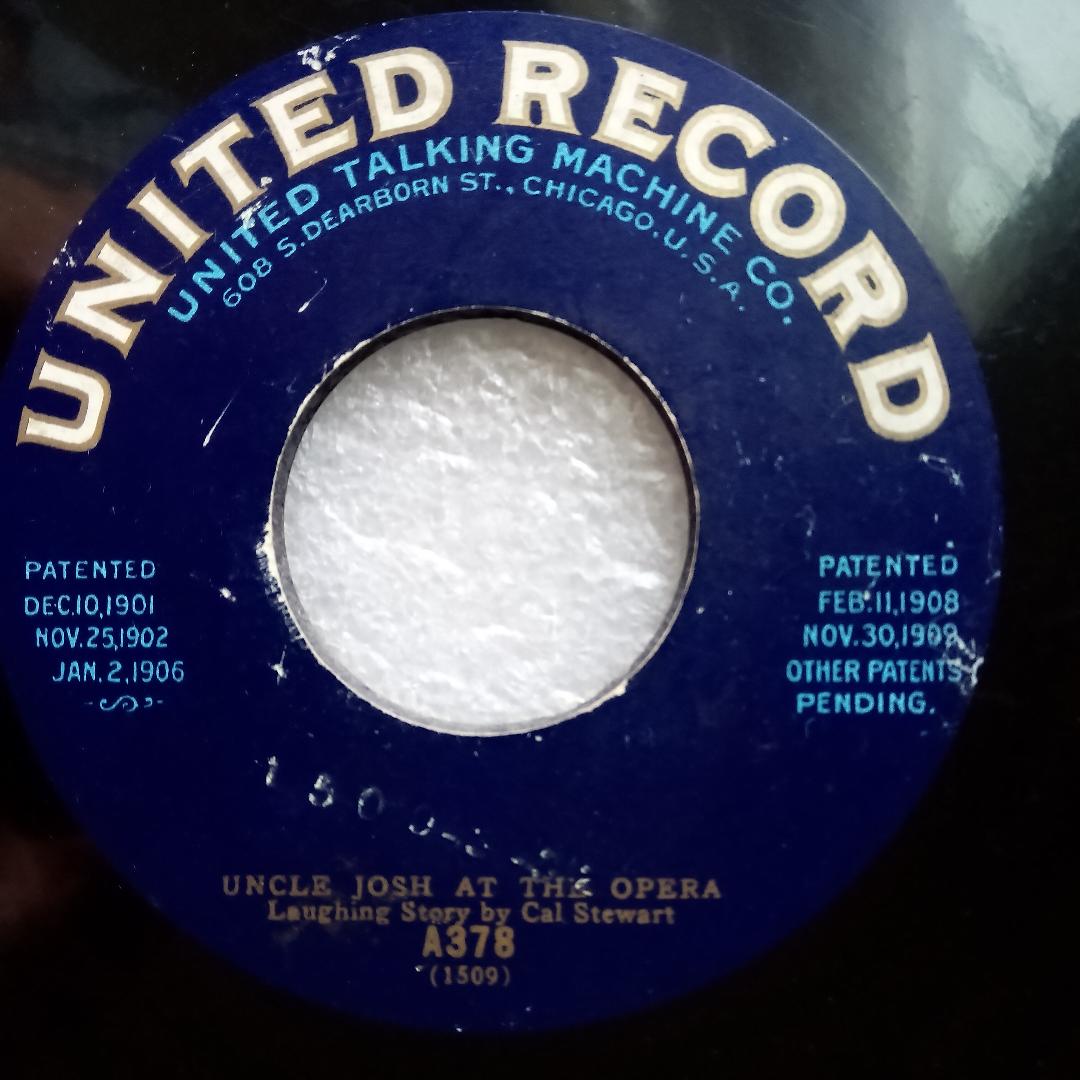 UNITED RECORD
UNITED TALKING MACHINE CO.
608 S.DEARBORN ST., CHICAGO. U.S.A.
PATENTED
DEC.10,1901
NOV.25,1902
JAN.2,1906
PATENTED
FEB.11,1908
NOV.30,1909
OTHER PATENTS
PENDING.
UNCLE JOSH AT THE OPERA
Laughing Story by Cal Stewart
A378
(1509)